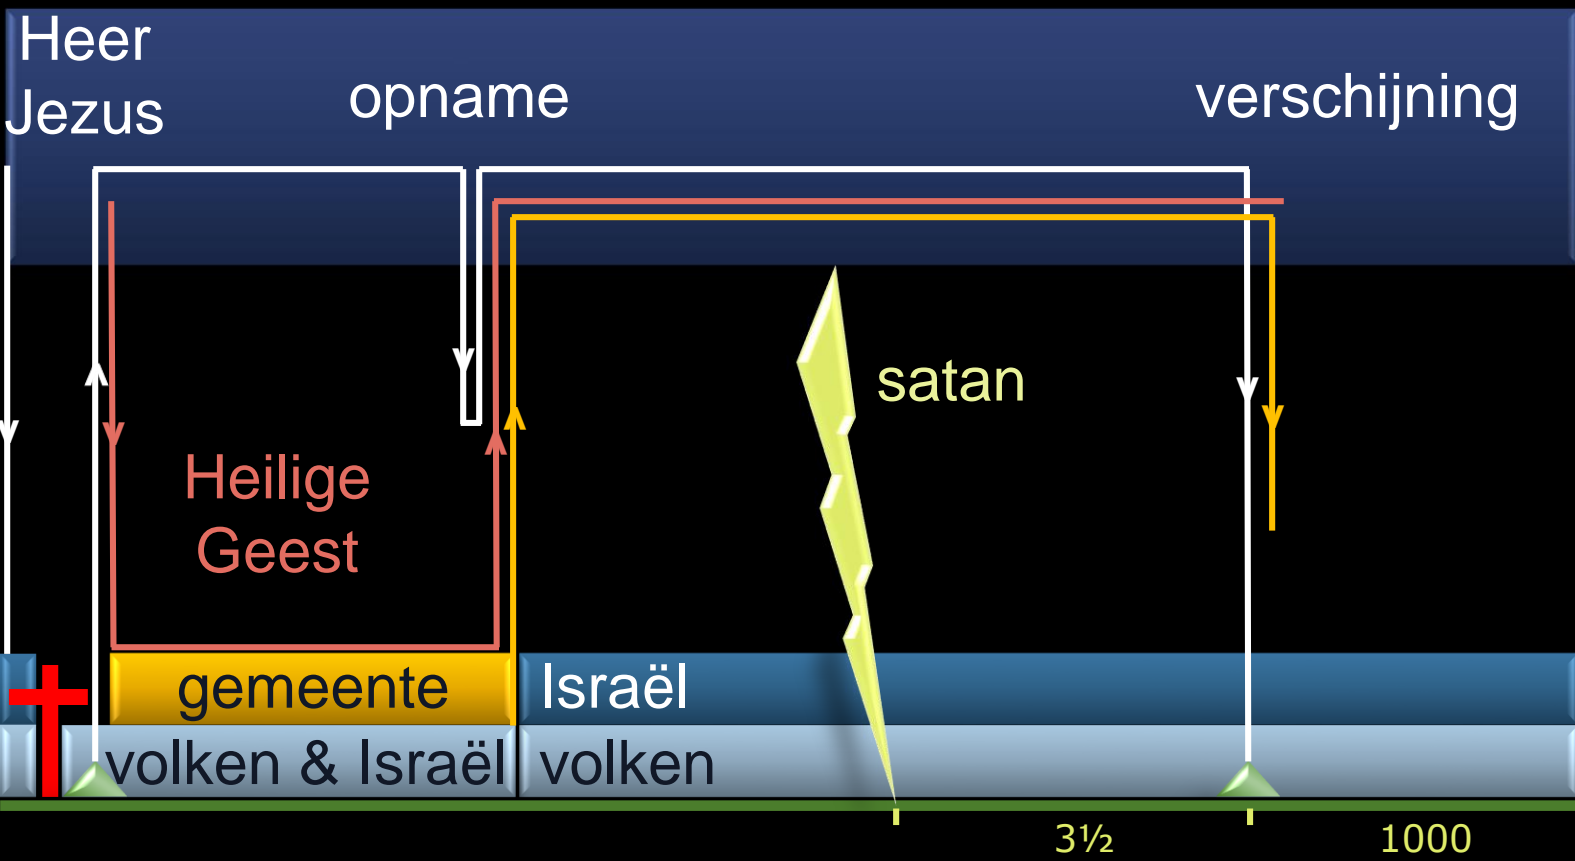 Heer
Jezus
opname
verschijning
satan
Heilige
Geest
gemeente
Israël
volken & Israël
volken
3½
1000